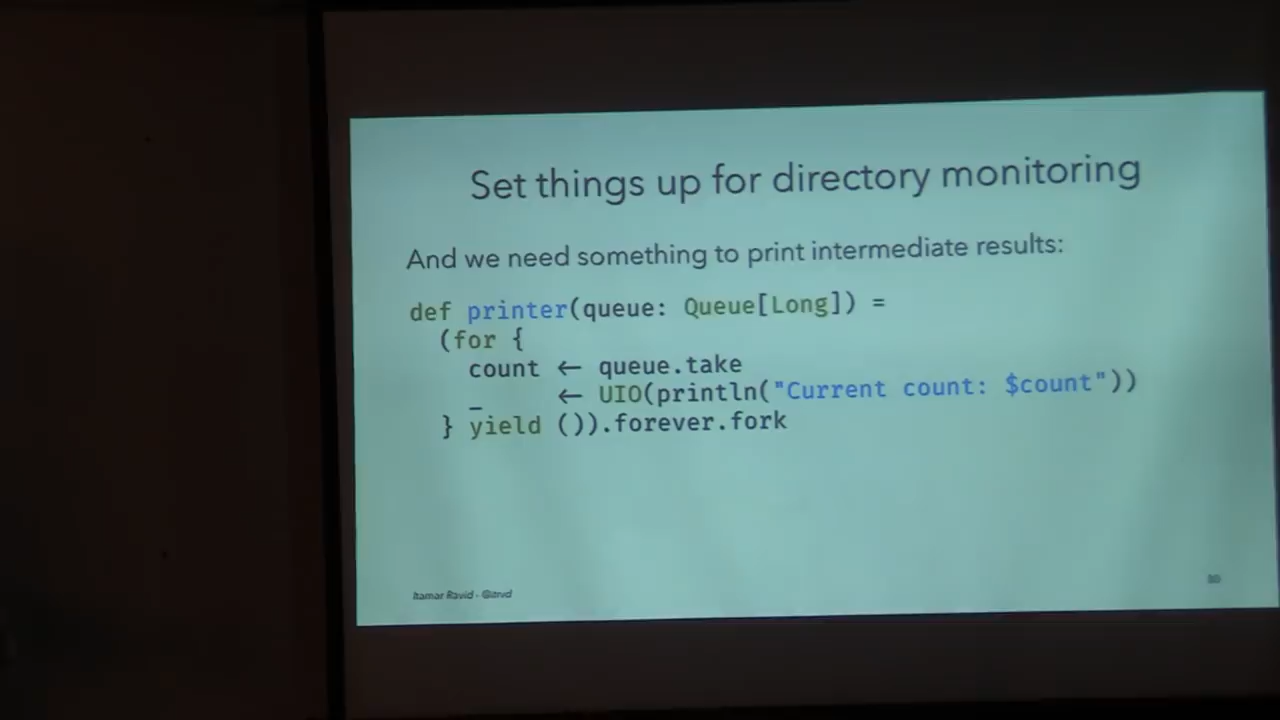 Set things up for directory monitoring
And we need something to print intermediate results:
def printer(queue: Queue[Long]) =
(for {
count ← queue.take
_ ← UIO(println("Current count: $count"))
} yield ()).forever.fork
Itamar Ravid - @itrvd